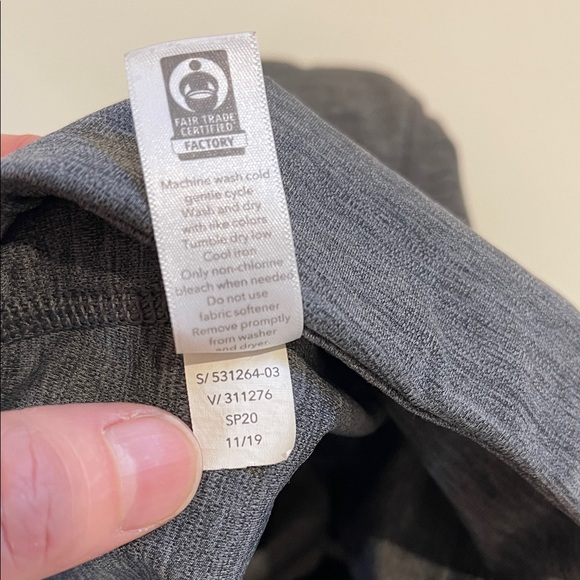 FAIR TRADE
CERTIFIED
FACTORY
Machine wash cold
gentle cycle
Wash and dry
with like colors
Tumble dry low
Cool iron
Only non-chlorine
bleach when needed
Do not use
fabric softener
Remove promptly
from washer
and dryer.
S/ 531264-03
V/ 311276
SP20
11/19